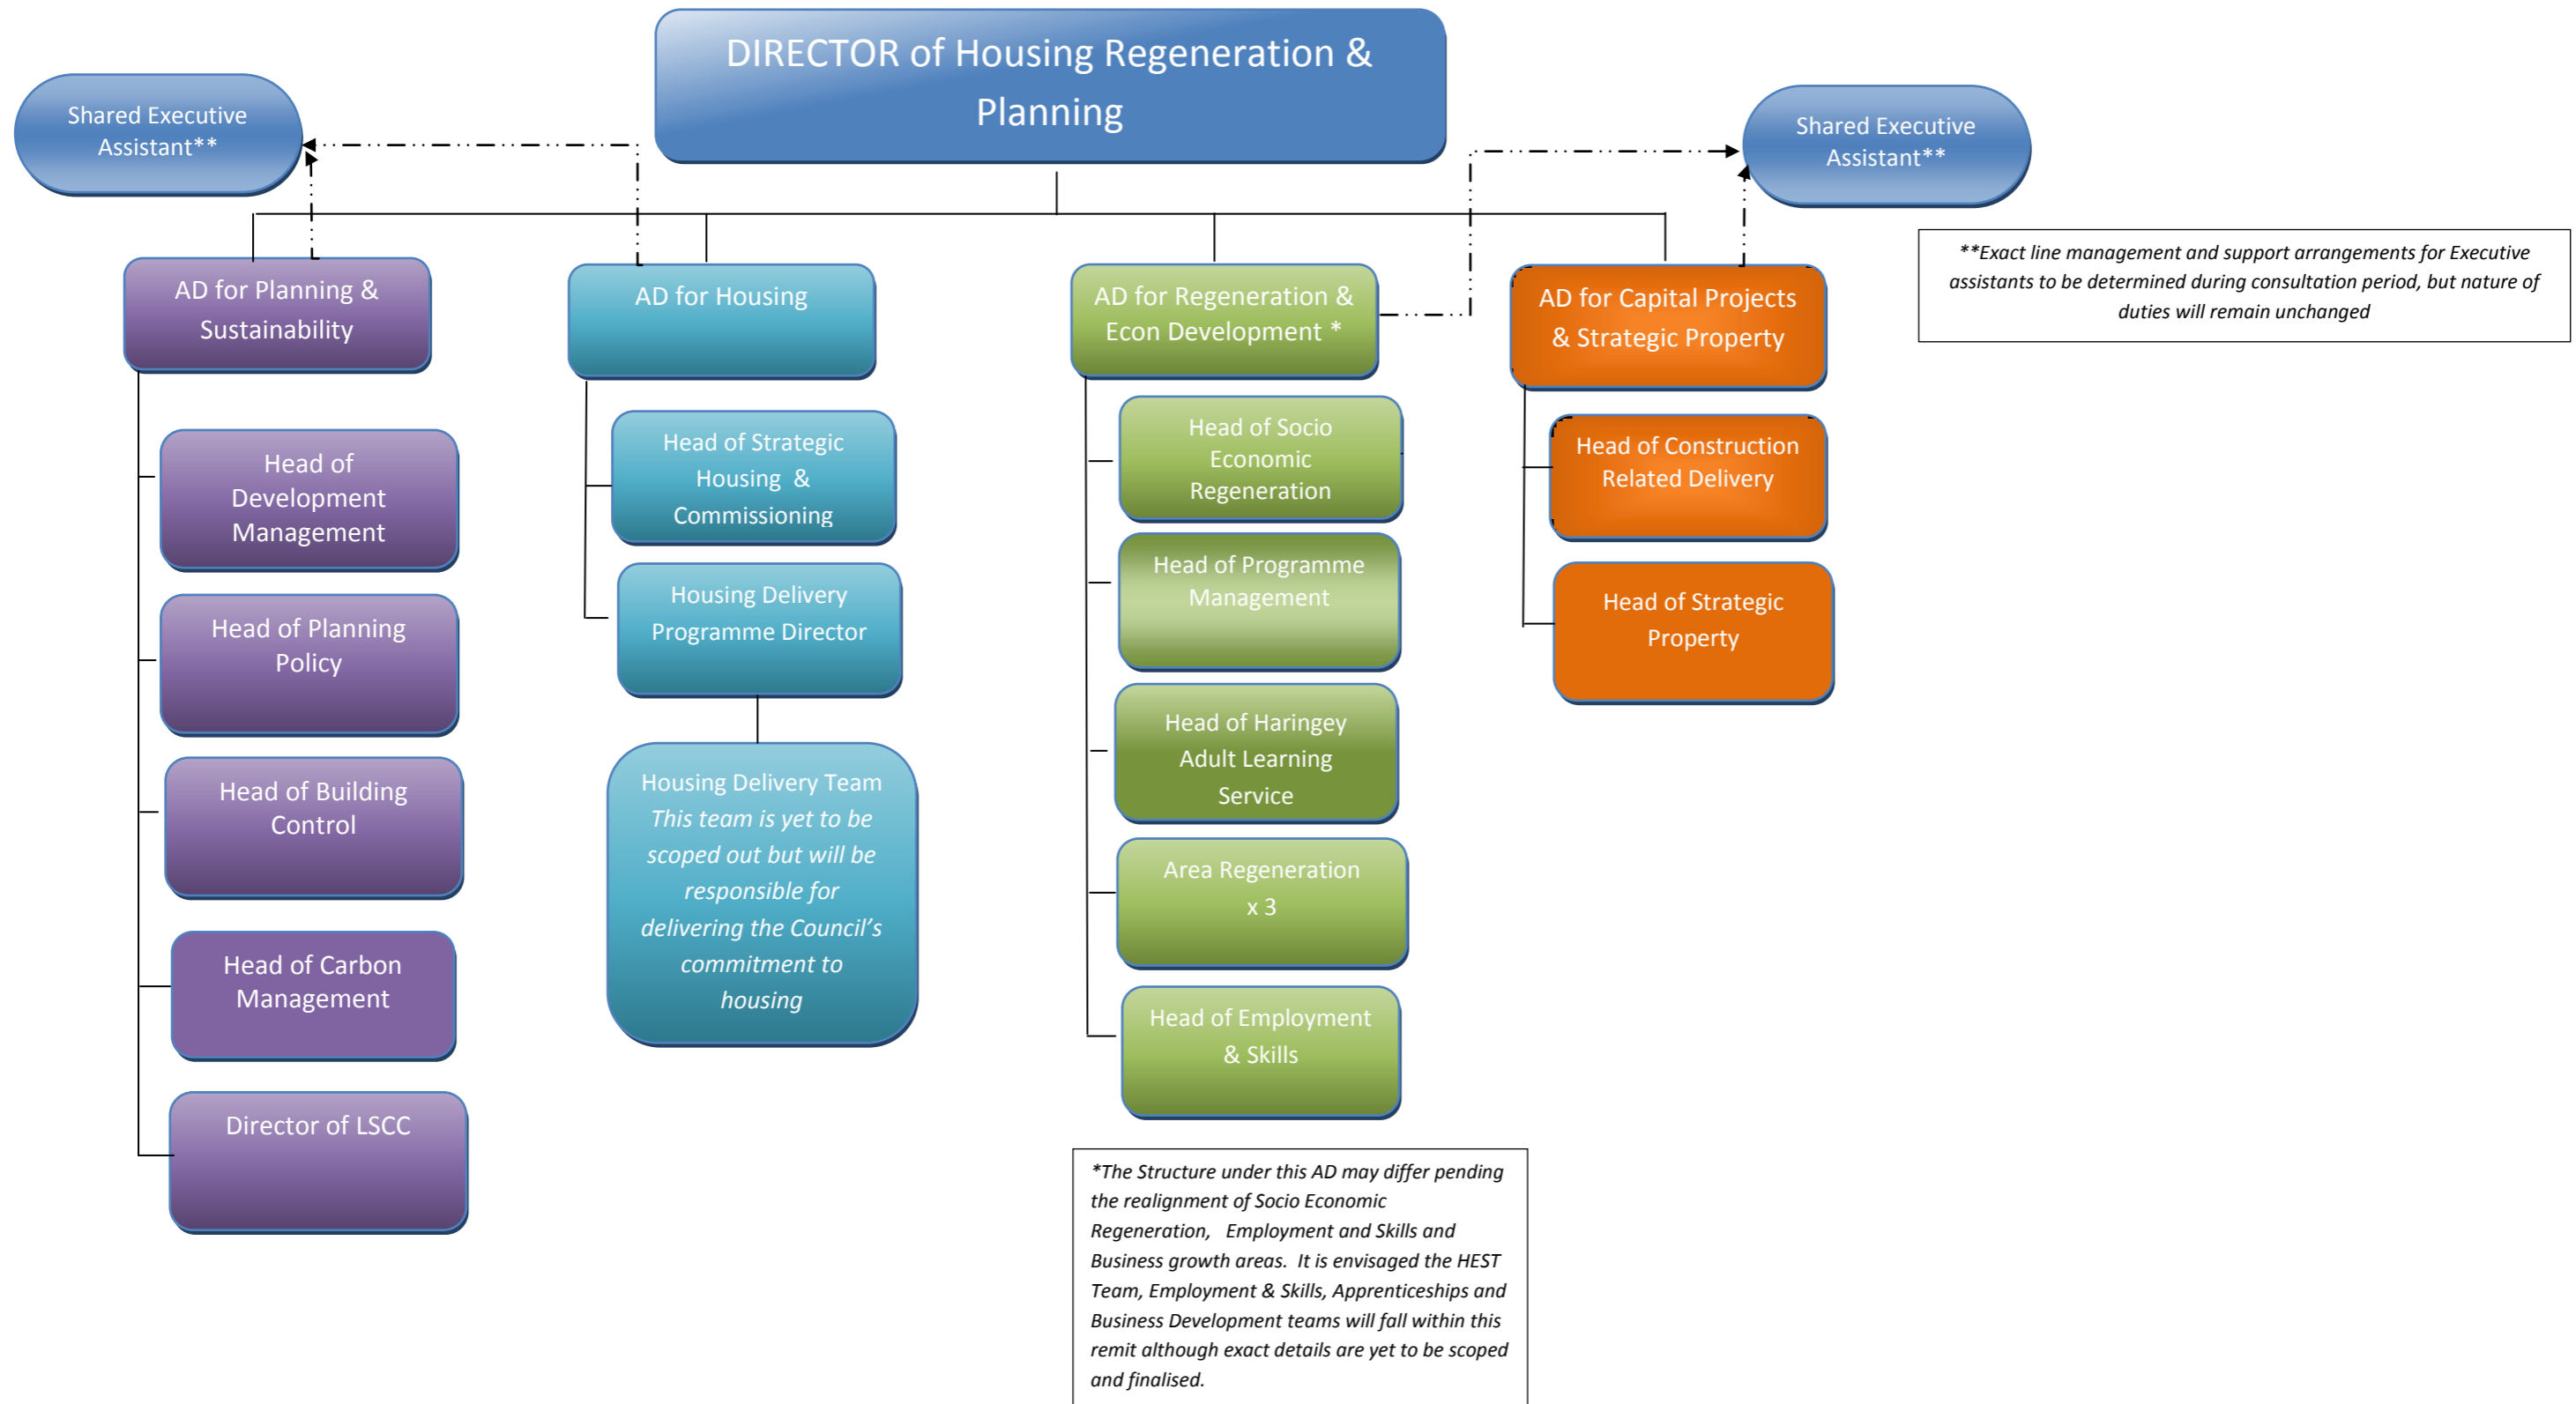 DIRECTOR of Housing Regeneration &
Planning
Shared Executive
Assistant**
Shared Executive
Assistant**
**Exact line management and support arrangements for Executive
assistants to be determined during consultation period, but nature of
duties will remain unchanged
AD for Planning &
Sustainability
Head of
Development
Management
Head of Planning
Policy
Head of Building
Control
Head of Carbon
Management
Director of LSCC
AD for Housing
Head of Strategic
Housing  &
Commissioning
Housing Delivery
Programme Director
Housing Delivery Team
This team is yet to be
scoped out but will be
responsible for
delivering the Council’s
commitment to
housing
AD for Regeneration &
Econ Development *
Head of Socio
Economic
Regeneration
Head of Programme
Management
Head of Haringey
Adult Learning
Service
Area Regeneration
x 3
Head of Employment
& Skills
*The Structure under this AD may differ pending
the realignment of Socio Economic
Regeneration,   Employment and Skills and
Business growth areas.  It is envisaged the HEST
Team, Employment & Skills, Apprenticeships and
Business Development teams will fall within this
remit although exact details are yet to be scoped
and finalised.
AD for Capital Projects
& Strategic Property
Head of Construction
Related Delivery
Head of Strategic
Property